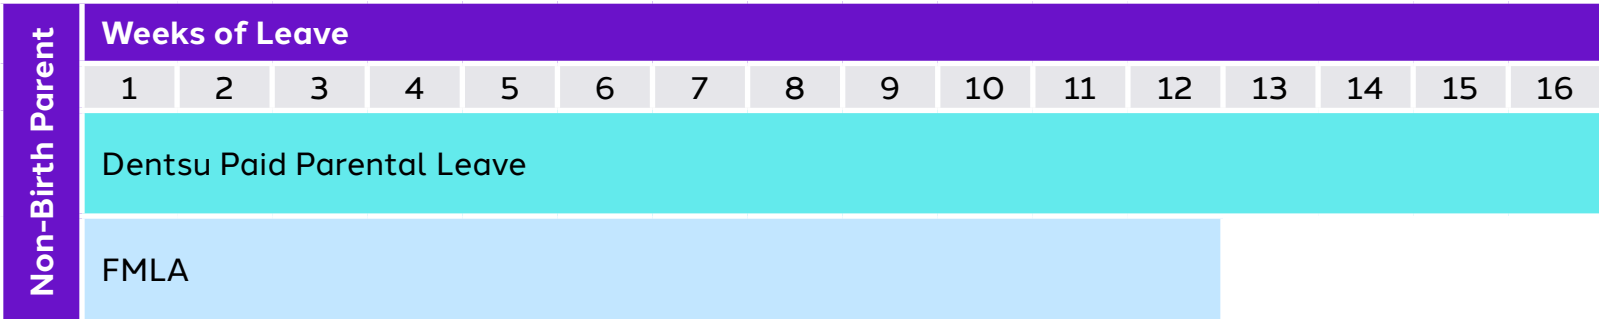 Non-Birth Parent
Weeks of Leave
1 2 3 4 5 6 7 8 9 10 11 12 13 14 15 16
Dentsu Paid Parental Leave
FMLA